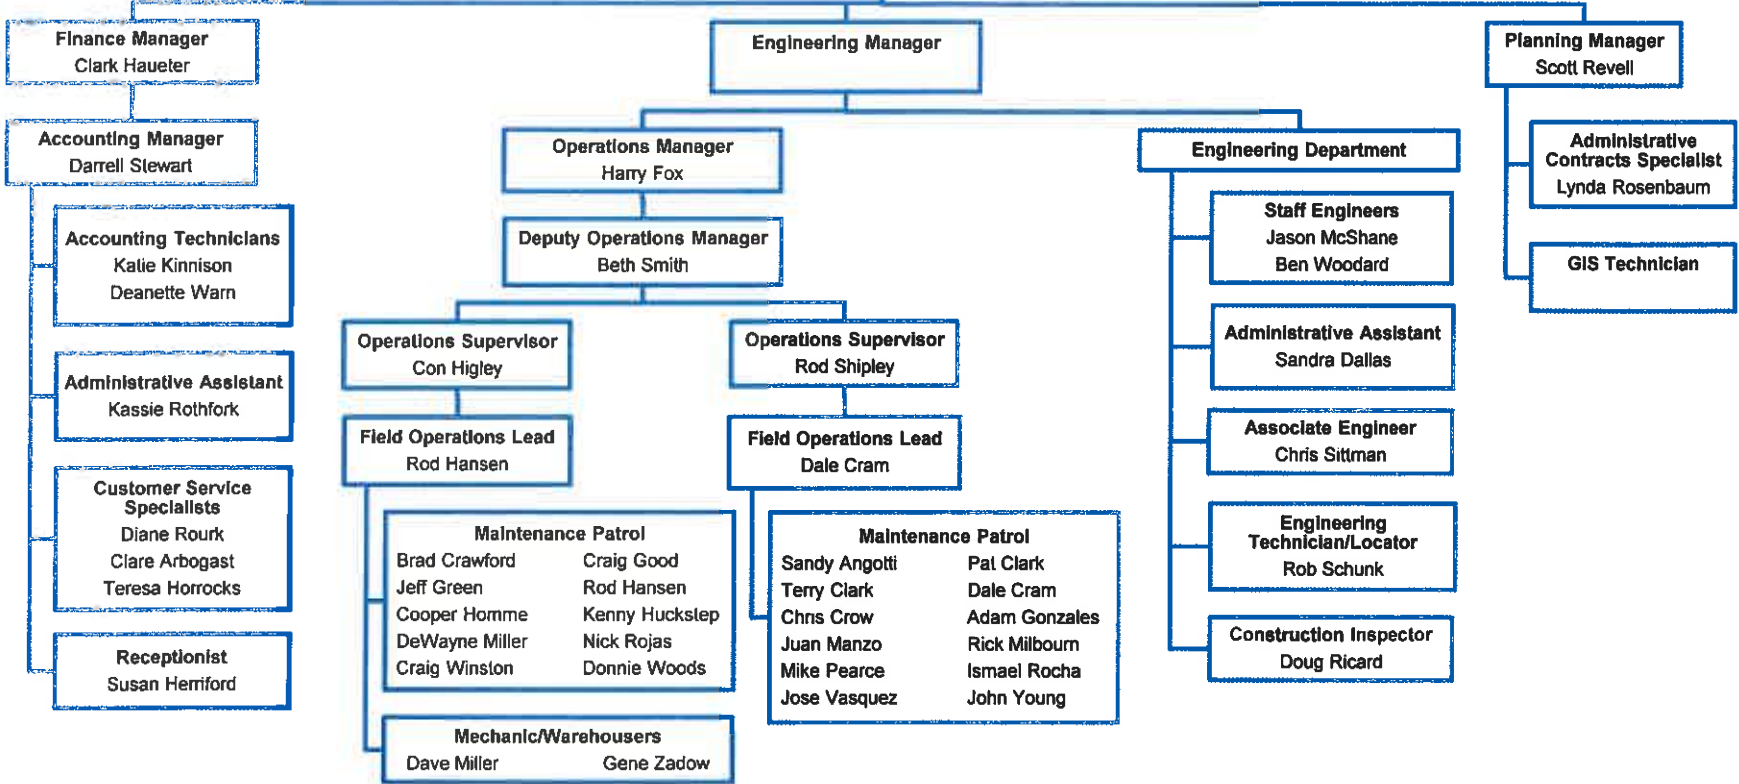 Finance Manager
Clark Haueter
Accounting Manager
Darrell Stewart
Accounting Technicians
Katie Kinnison
Deanette Warn
Administrative Assistant
Kassie Rothfork
Customer Service
Specialists
Diane Rourk
Clare Arbogast
Teresa Horrocks
Receptionist
Susan Herriford
Engineering Manager
Operations Manager
Harry Fox
Deputy Operations Manager
Beth Smith
Operations Supervisor
Con Higley
Field Operations Lead
Rod Hansen
Maintenance Patrol
Brad Crawford Craig Good
Jeff Green Rod Hansen
Cooper Homme Kenny Huckstep
DeWayne Miller Nick Rojas
Craig Winston Donnie Woods
Mechanic/Warehousers
Dave Miller Gene Zadow
Operations Supervisor
Rod Shipley
Field Operations Lead
Dale Cram
Maintenance Patrol
Sandy Angotti Pat Clark
Terry Clark Dale Cram
Chris Crow Adam Gonzales
Juan Manzo Rick Milbourn
Mike Pearce Ismael Rocha
Jose Vasquez John Young
Engineering Department
Staff Engineers
Jason McShane
Ben Woodard
Administrative Assistant
Sandra Dallas
Associate Engineer
Chris Sittman
Engineering
Technician/Locator
Rob Schunk
Construction Inspector
Doug Ricard
Planning Manager
Scott Revell
Administrative
Contracts Specialist
Lynda Rosenbaum
GIS Technician